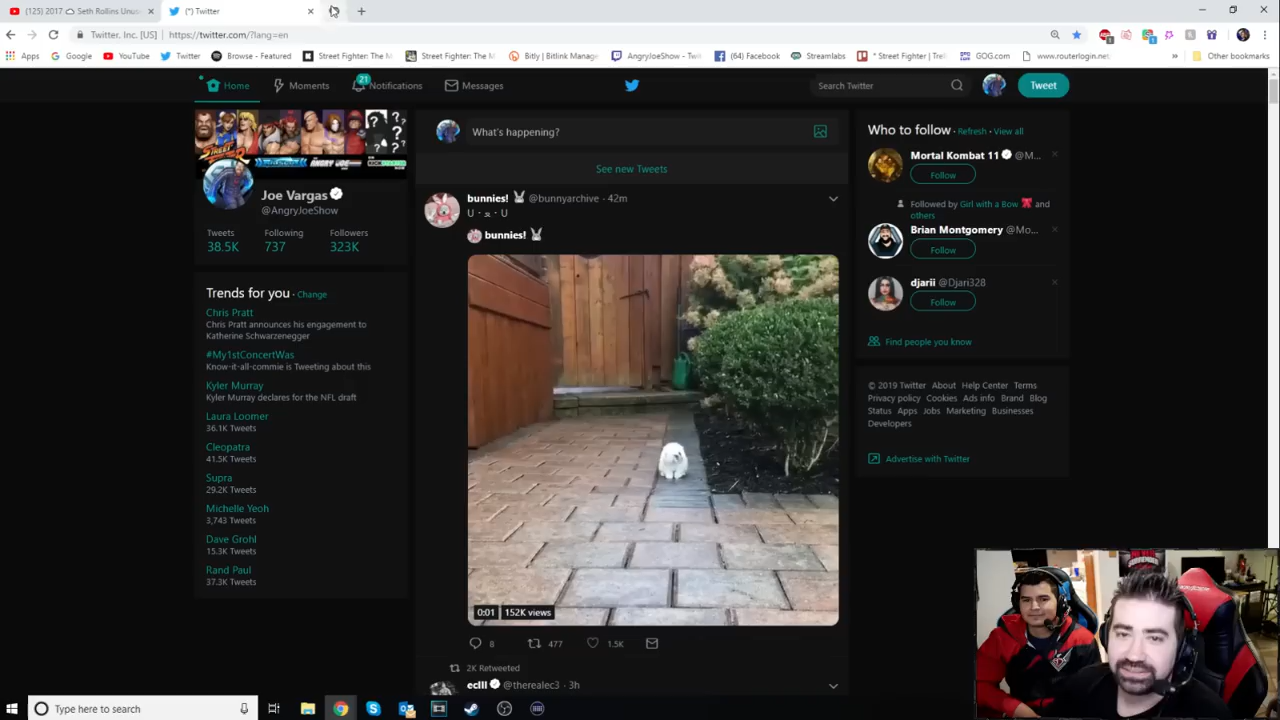 (125) 2017 Seth Rollins Unus
(*) Twitter
Twitter, Inc. [US] https://twitter.com/?lang=en
Apps Google YouTube Twitter Browse - Featured Street Fighter: The M Street Fighter: The M Bitly | Bitlink Manage AngryJoeShow - Twi (64) Facebook Streamlabs * Street Fighter | Trel GOG.com www.routerlogin.net » Other bookmarks
Home Moments 21 Notifications Messages Search Twitter Tweet
Joe Vargas
@AngryJoeShow
Tweets Following Followers
38.5K 737 323K
Trends for you · Change
Chris Pratt
Chris Pratt announces his engagement to
Katherine Schwarzenegger
#My1stConcertWas
Know-it-all-commie is Tweeting about this
Kyler Murray
Kyler Murray declares for the NFL draft
Laura Loomer
36.1K Tweets
Cleopatra
41.5K Tweets
Supra
29.2K Tweets
Michelle Yeoh
3,743 Tweets
Dave Grohl
15.3K Tweets
Rand Paul
37.3K Tweets
What's happening?
See new Tweets
bunnies! @bunnyarchive · 42m
bunnies!
0:01 152K views
8 477 1.5K
2K Retweeted
eclll @therealec3 · 3h
Who to follow · Refresh · View all
Mortal Kombat 11 @M...
Follow
Followed by Girl with a Bow and
others
Brian Montgomery @Mo...
Follow
djarii @Djari328
Follow
Find people you know
© 2019 Twitter About Help Center Terms
Privacy policy Cookies Ads info Brand Blog
Status Apps Jobs Marketing Businesses
Developers
Advertise with Twitter
Type here to search